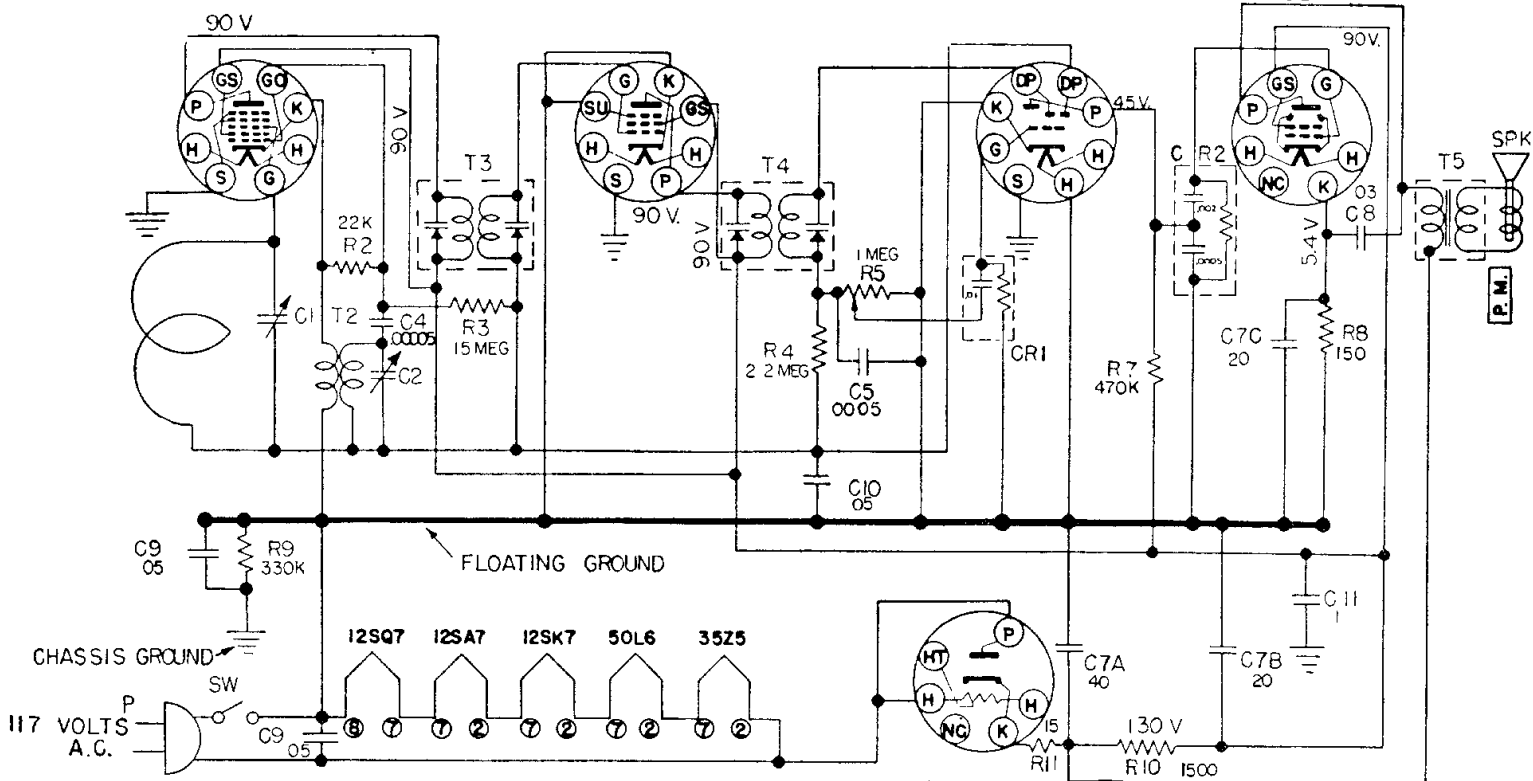 90 V
GS
GO
P
K
H
H
S
G
90 V
T3
22K
R2
C1
T2
C4
.00005
R3
15 MEG
C2
G
K
SU
GS
H
H
S
P
90 V.
90 V
T4
R4
2 2 MEG
1 MEG
R5
C5
.0005
C10
05
DP
DP
K
P
G
H
S
H
45 V.
.01
CR1
C R2
.002
.0005
R7
470K
90V.
GS
G
P
H
H
NC
K
5.4 V
03
C8
C7C
20
R8
150
T5
SPK
P. M.
C9
05
R9
330K
FLOATING GROUND
CHASSIS GROUND
SW
P
117 VOLTS
A.C.
C9
05
12SQ7
12SA7
12SK7
50L6
35Z5
8
7
7
2
7
2
7
2
7
2
P
HT
H
H
NC
K
15
R11
C7A
40
130 V
R10
1500
C7B
20
C11
.1